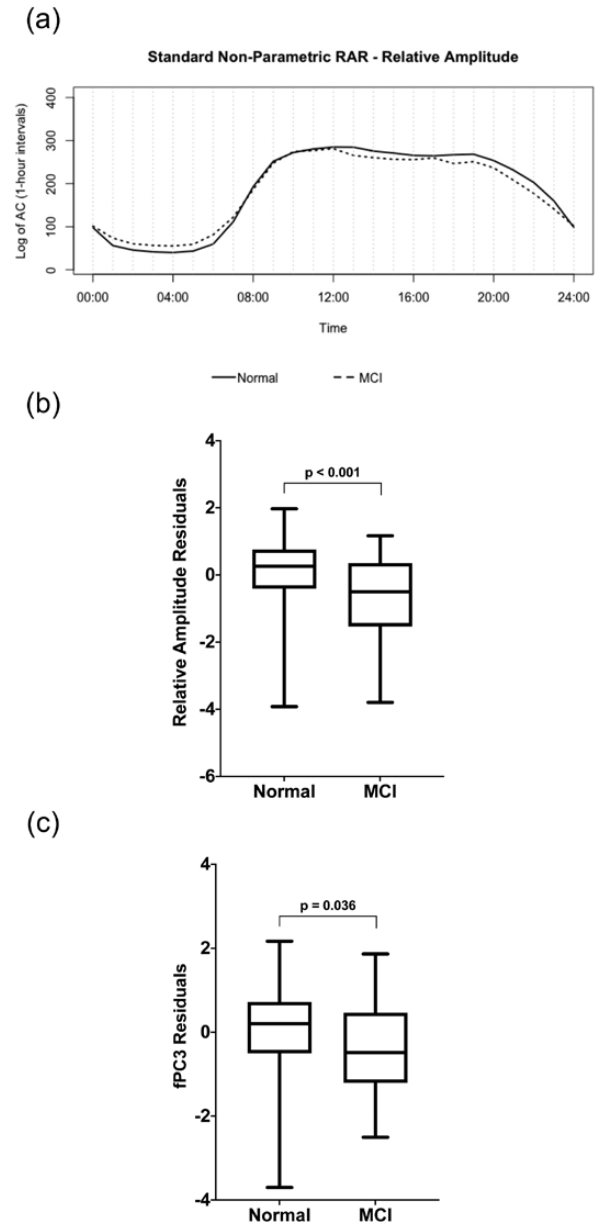 (a)
Standard Non-Parametric RAR - Relative Amplitude
Log of AC (1-hour intervals)
400
300
100
0
00:00 04:00 08:00 12:00 16:00 20:00 24:00
Time
Normal MCI
(b)
Relative Amplitude Residuals
4
2
0
-2
-4
-6
p < 0.001
Normal MCI
(c)
fPC3 Residuals
4
2
0
-2
-4
p = 0.036
Normal MCI